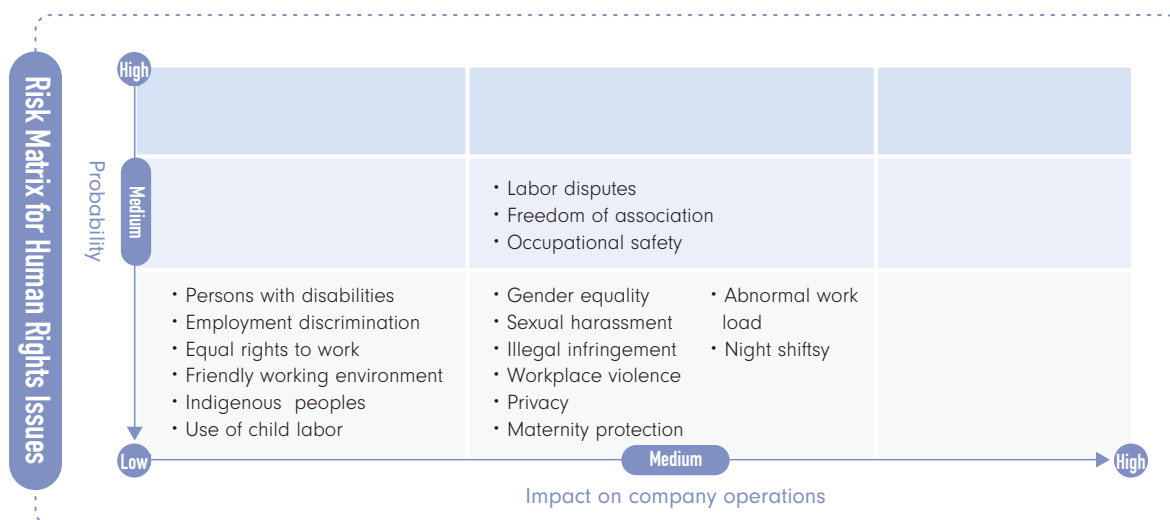 Risk Matrix for Human Rights Issues
High
Probability
Medium
• Labor disputes
• Freedom of association
• Occupational safety
• Persons with disabilities
• Employment discrimination
• Equal rights to work
• Friendly working environment
• Indigenous peoples
• Use of child labor
• Gender equality
• Sexual harassment
• Illegal infringement
• Workplace violence
• Privacy
• Maternity protection
• Abnormal work
load
• Night shiftsy
Low
Medium
High
Impact on company operations